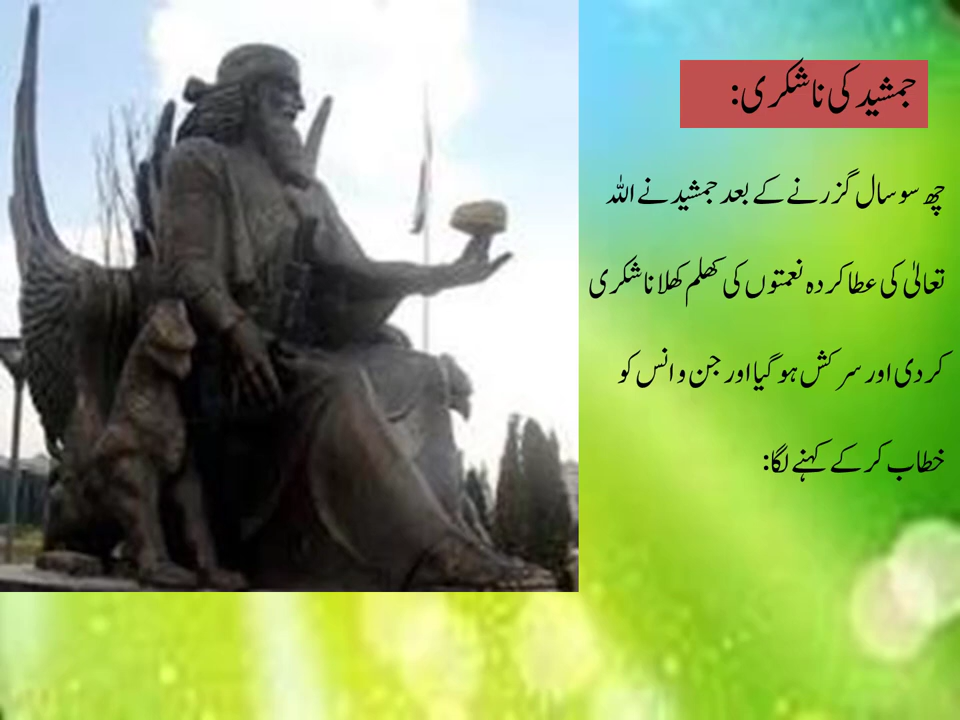 جمشید کی ناشکری:
چھ سو سال گزرنے کے بعد جمشید نے اللہ
تعالیٰ کی عطا کردہ نعمتوں کی کھلم کھلا ناشکری
کر دی اور سرکش ہو گیا اور جن و انس کو
خطاب کر کے کہنے لگا: